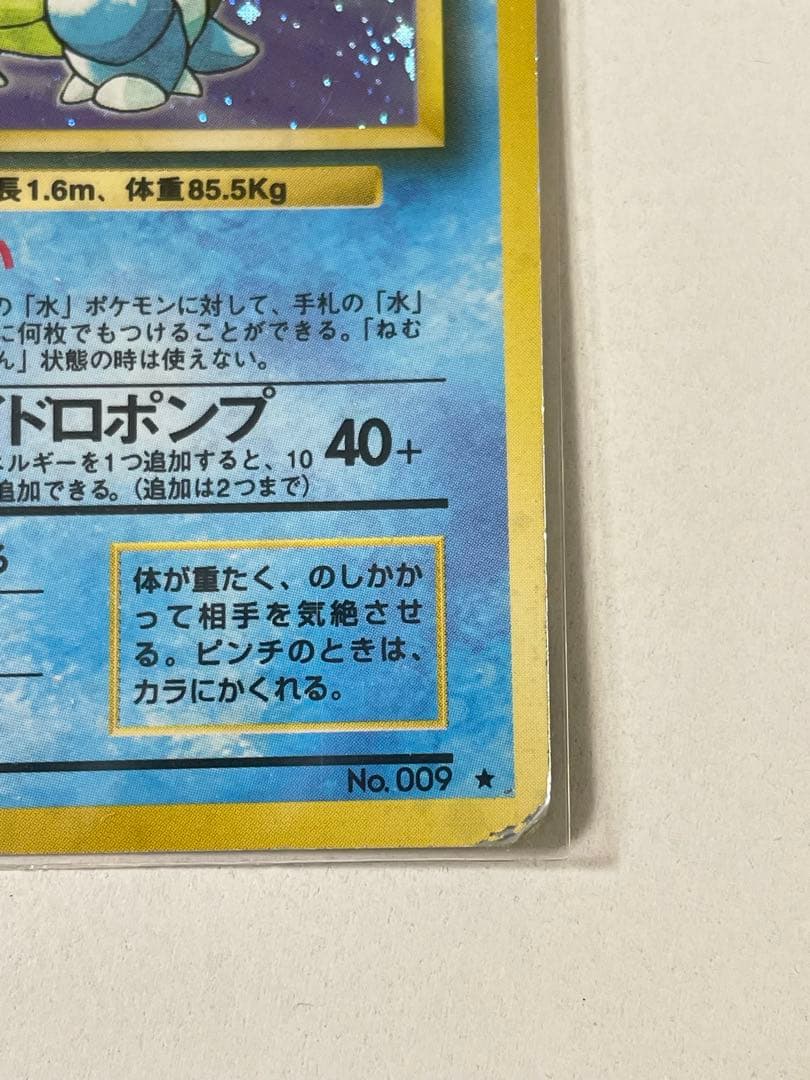 長1.6m、体重85.5Kg
の「水」ポケモンに対して、手札の「水」
に何枚でもつけることができる。「ねむ
ん」状態の時は使えない。
イドロポンプ
40+
ネルギーを1つ追加すると、10
追加できる。(追加は2つまで)
体が重たく、のしかか
って相手を気絶させ
る。ピンチのときは、
カラにかくれる。
No.009 ★